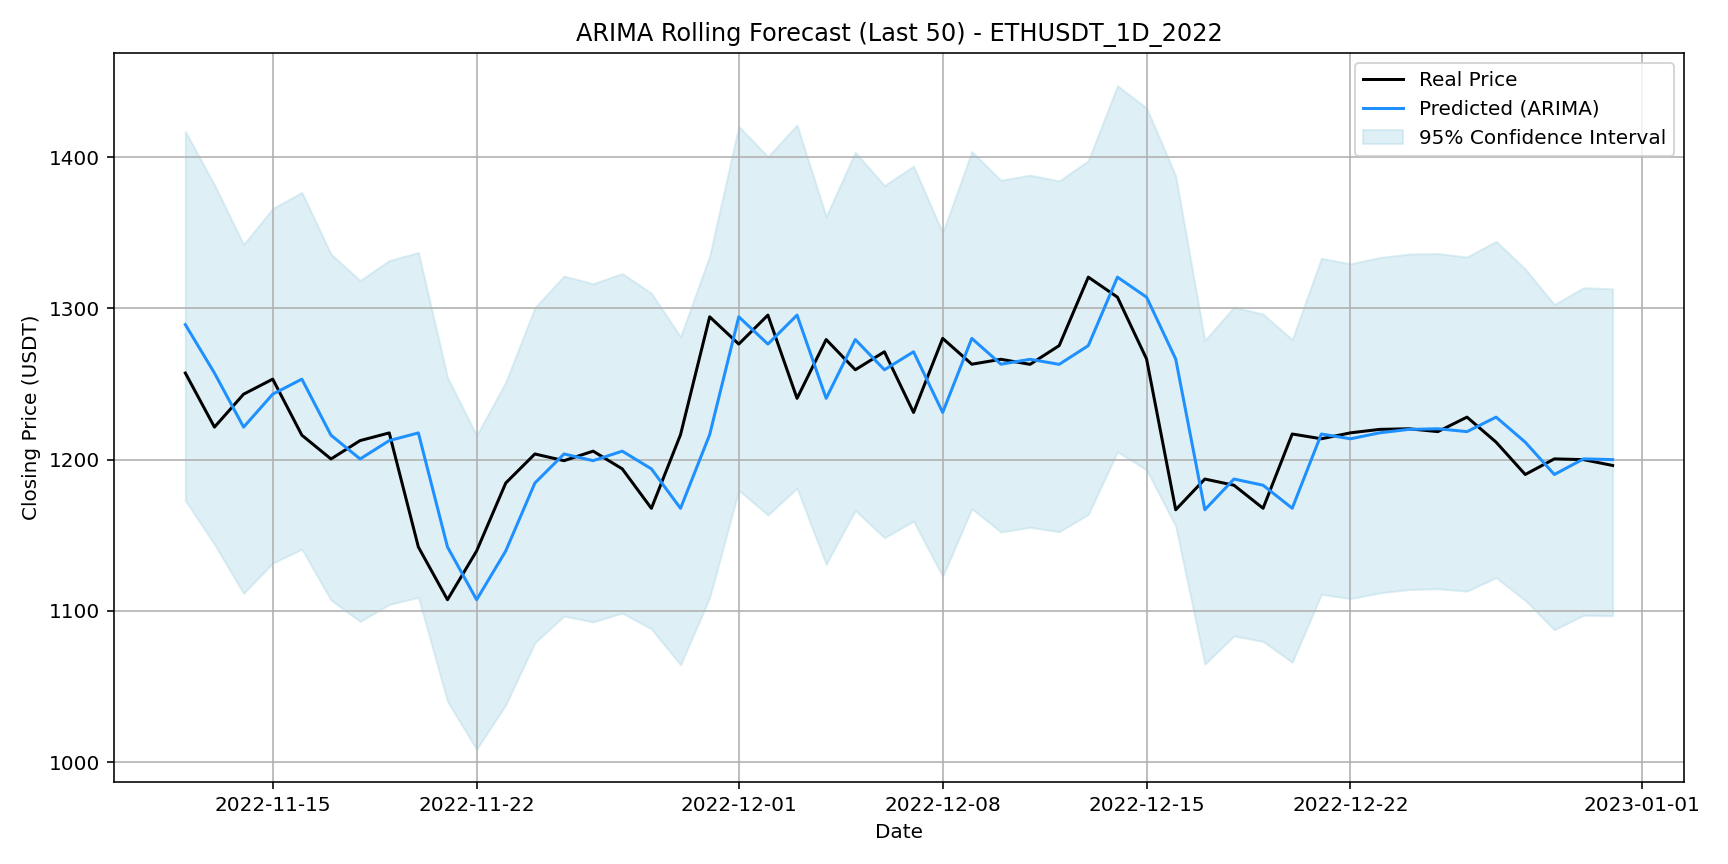 ARIMA Rolling Forecast (Last 50) - ETHUSDT_1D_2022
Real Price
Predicted (ARIMA)
95% Confidence Interval
Closing Price (USDT)
1400
1300
1200
1100
1000
2022-11-15
2022-11-22
2022-12-01
2022-12-08
2022-12-15
2022-12-22
2023-01-01
Date